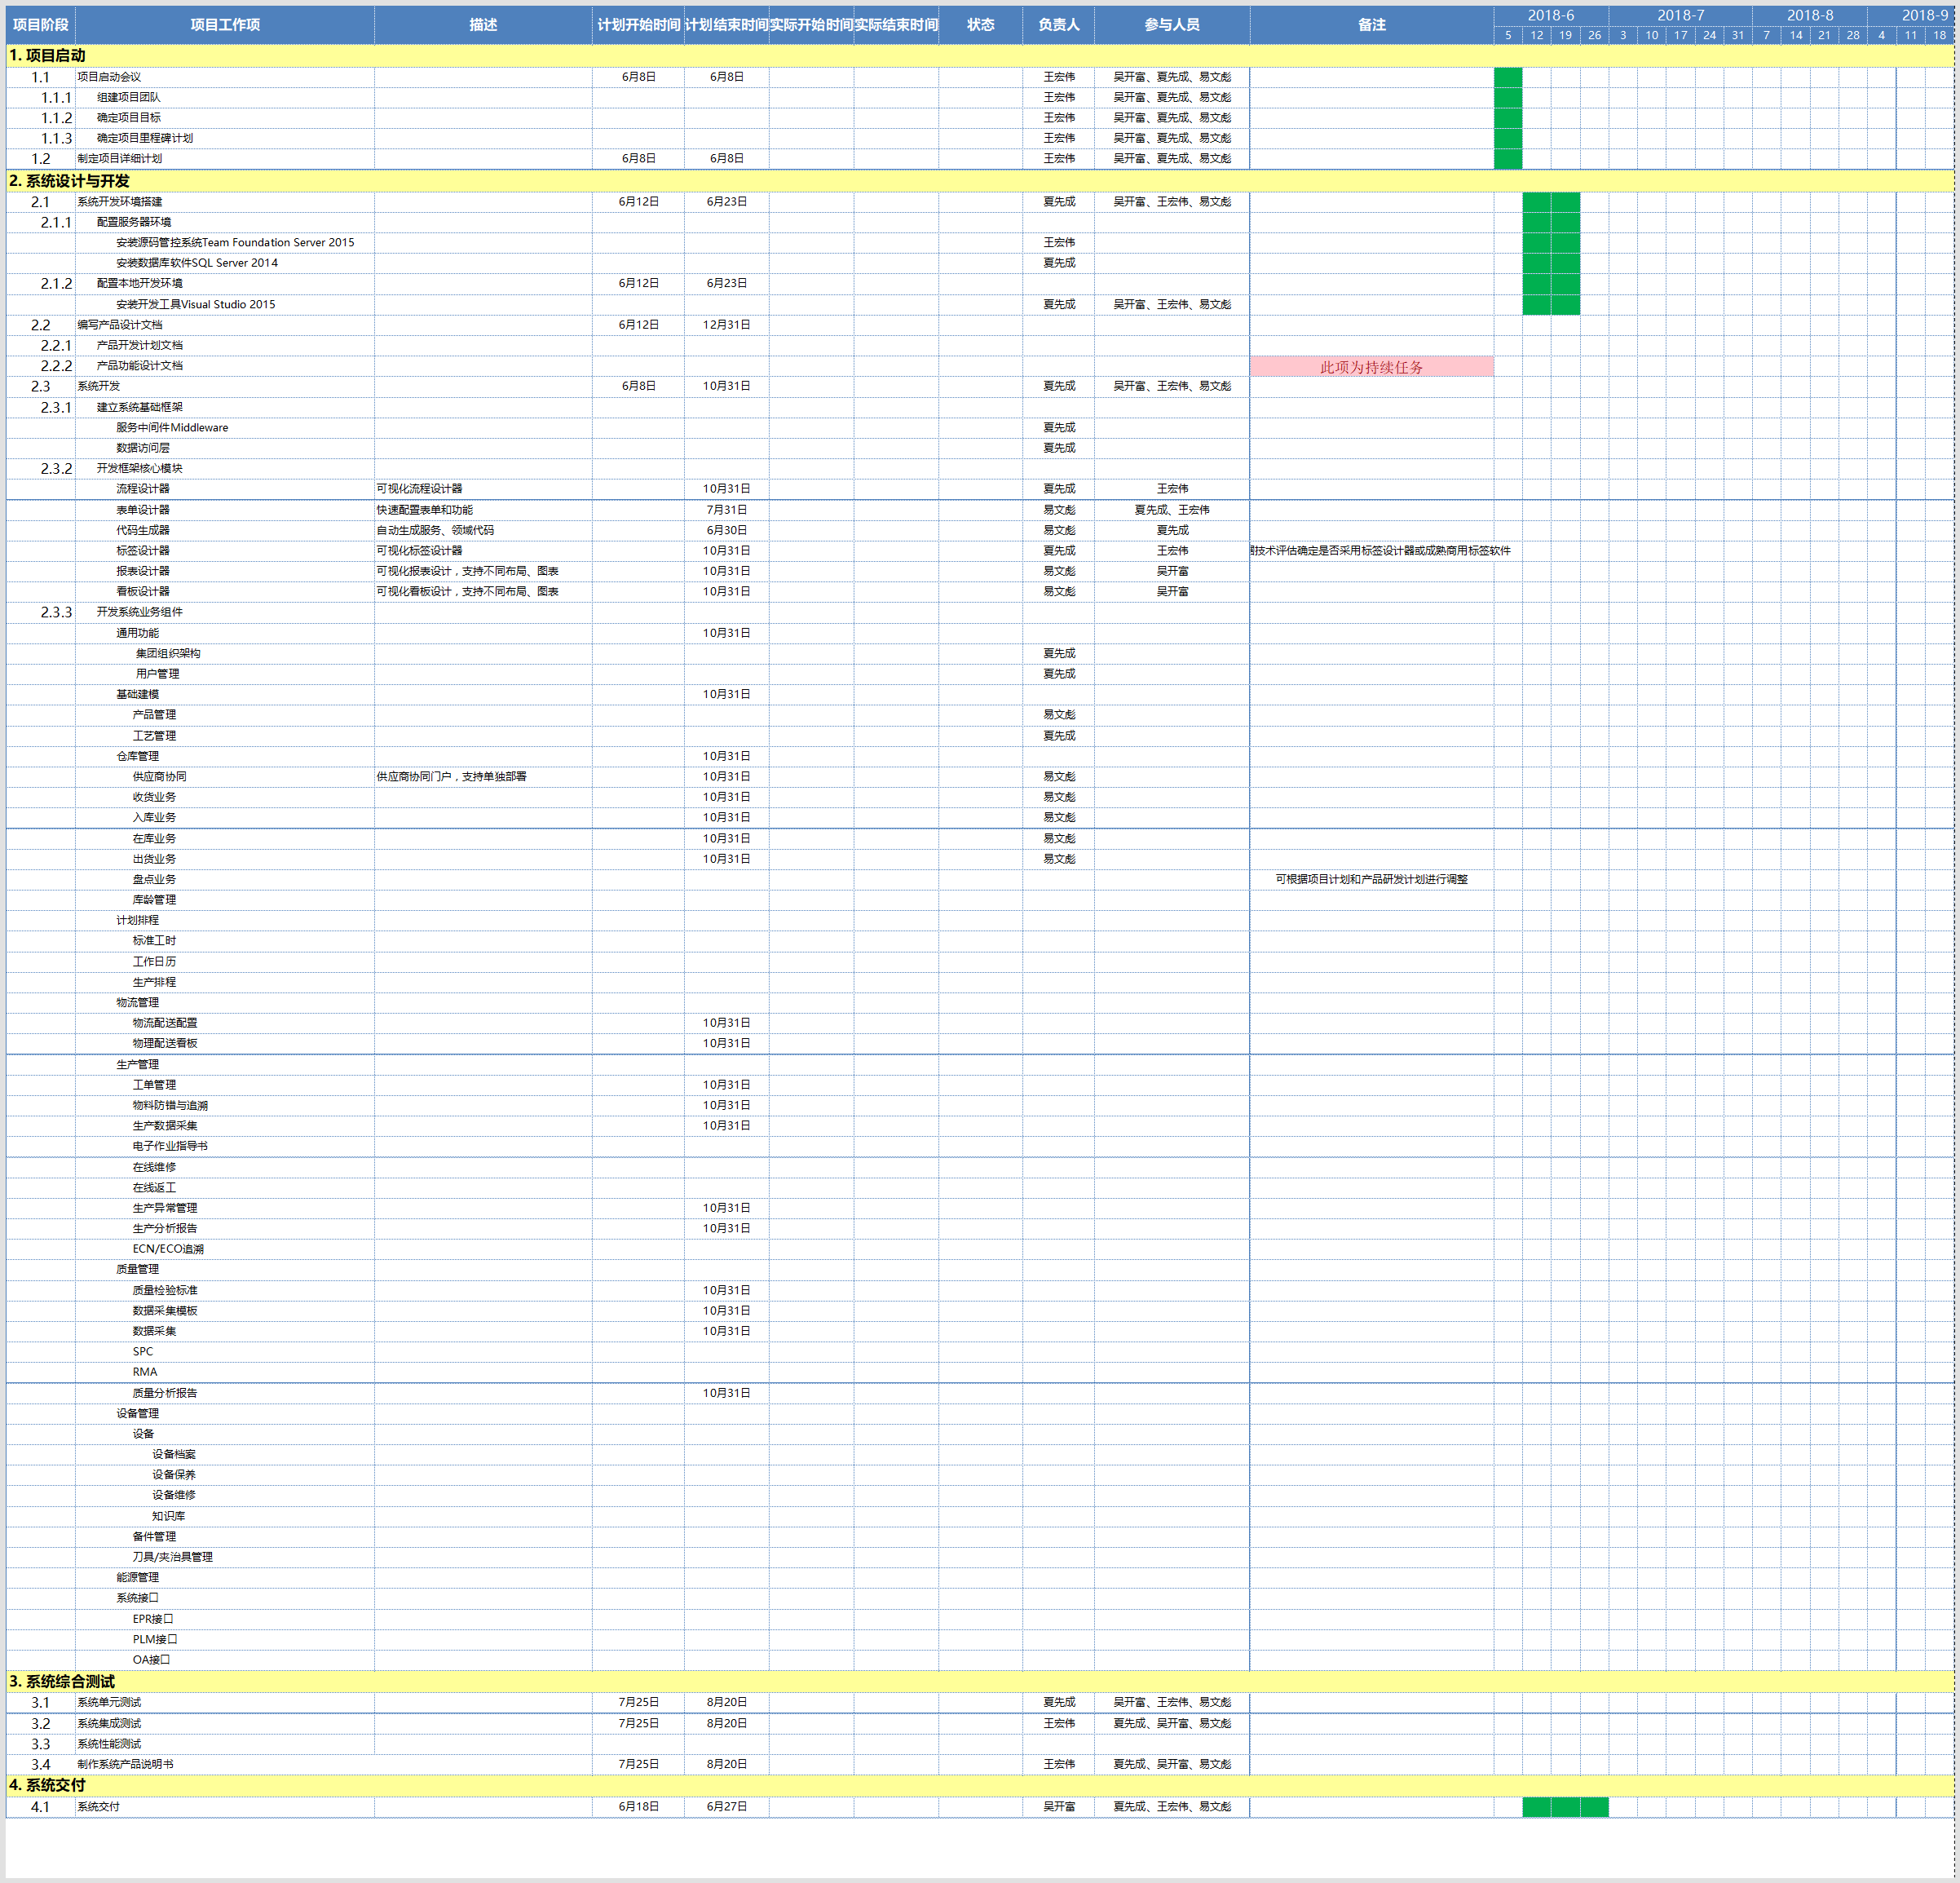 项目阶段 项目工作项 描述 计划开始时间 计划结束时间 实际开始时间 实际结束时间 状态 负责人 参与人员 备注 2018-6 2018-7 2018-8 2018-9
5 12 19 26 3 10 17 24 31 7 14 21 28 4 11 18
1. 项目启动
1.1 项目启动会议 6月8日 6月8日 王宏伟 吴开富、夏先成、易文彪
1.1.1 组建项目团队 王宏伟 吴开富、夏先成、易文彪
1.1.2 确定项目目标 王宏伟 吴开富、夏先成、易文彪
1.1.3 确定项目里程碑计划 王宏伟 吴开富、夏先成、易文彪
1.2 制定项目详细计划 6月8日 6月8日 王宏伟 吴开富、夏先成、易文彪
2. 系统设计与开发
2.1 系统开发环境搭建 6月12日 6月23日 夏先成 吴开富、王宏伟、易文彪
2.1.1 配置服务器环境
安装源码管控系统Team Foundation Server 2015 王宏伟
安装数据库软件SQL Server 2014 夏先成
2.1.2 配置本地开发环境 6月12日 6月23日
安装开发工具Visual Studio 2015 夏先成 吴开富、王宏伟、易文彪
2.2 编写产品设计文档 6月12日 12月31日
2.2.1 产品开发计划文档
2.2.2 产品功能设计文档 此项为持续任务
2.3 系统开发 6月8日 10月31日 夏先成 吴开富、王宏伟、易文彪
2.3.1 建立系统基础框架
服务中间件Middleware 夏先成
数据访问层 夏先成
2.3.2 开发框架核心模块
流程设计器 可视化流程设计器 10月31日 夏先成 王宏伟
表单设计器 快速配置表单和功能 7月31日 易文彪 夏先成、王宏伟
代码生成器 自动生成服务、领域代码 6月30日 易文彪 夏先成
标签设计器 可视化标签设计器 10月31日 夏先成 王宏伟 技术评估确定是否采用标签设计器或成熟商用标签软件
报表设计器 可视化报表设计，支持不同布局、图表 10月31日 易文彪 吴开富
看板设计器 可视化看板设计，支持不同布局、图表 10月31日 易文彪 吴开富
2.3.3 开发系统业务组件
通用功能 10月31日
集团组织架构 夏先成
用户管理 夏先成
基础建模 10月31日
产品管理 易文彪
工艺管理 夏先成
仓库管理 10月31日
供应商协同 供应商协同门户，支持单独部署 10月31日 易文彪
收货业务 10月31日 易文彪
入库业务 10月31日 易文彪
在库业务 10月31日 易文彪
出货业务 10月31日 易文彪
盘点业务 可根据项目计划和产品研发计划进行调整
库龄管理
计划排程
标准工时
工作日历
生产排程
物流管理
物流配送配置 10月31日
物理配送看板 10月31日
生产管理
工单管理 10月31日
物料防错与追溯 10月31日
生产数据采集 10月31日
电子作业指导书
在线维修
在线返工
生产异常管理 10月31日
生产分析报告 10月31日
ECN/ECO追溯
质量管理
质量检验标准 10月31日
数据采集模板 10月31日
数据采集 10月31日
SPC
RMA
质量分析报告 10月31日
设备管理
设备
设备档案
设备保养
设备维修
知识库
备件管理
刀具/夹治具管理
能源管理
系统接口
EPR接口
PLM接口
OA接口
3. 系统综合测试
3.1 系统单元测试 7月25日 8月20日 夏先成 吴开富、王宏伟、易文彪
3.2 系统集成测试 7月25日 8月20日 王宏伟 夏先成、吴开富、易文彪
3.3 系统性能测试
3.4 制作系统产品说明书 7月25日 8月20日 王宏伟 夏先成、吴开富、易文彪
4. 系统交付
4.1 系统交付 6月18日 6月27日 吴开富 夏先成、王宏伟、易文彪